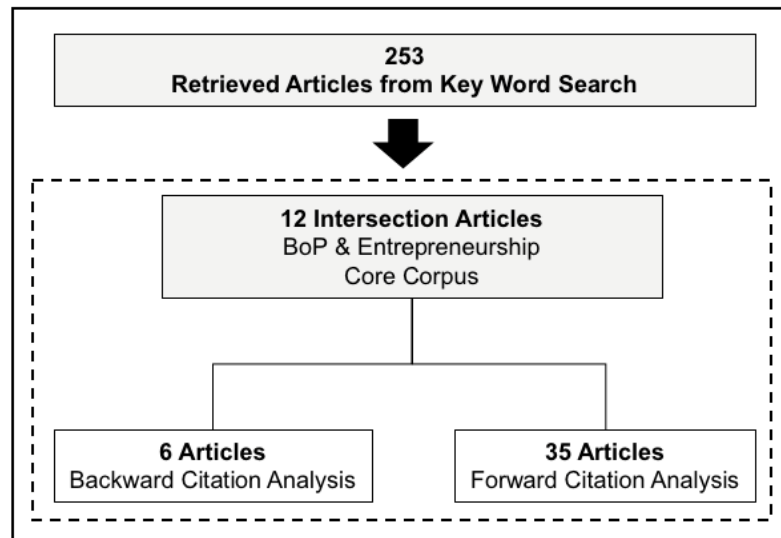 253
Retrieved Articles from Key Word Search
12 Intersection Articles
BoP & Entrepreneurship
Core Corpus
6 Articles
Backward Citation Analysis
35 Articles
Forward Citation Analysis